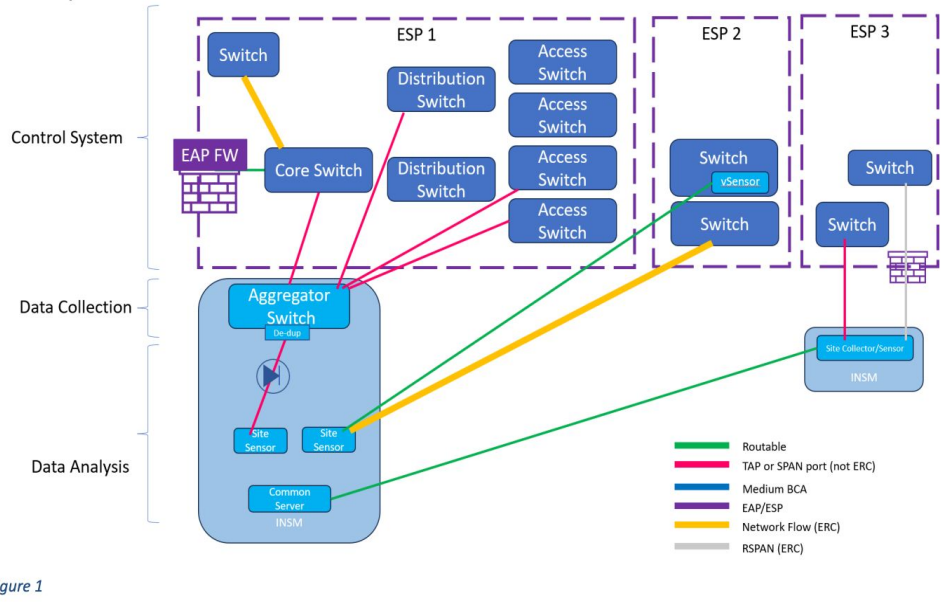 ESP 1
ESP 2
ESP 3
Control System
Switch
EAP FW
Core Switch
Distribution
Switch
Distribution
Switch
Access
Switch
Access
Switch
Access
Switch
Access
Switch
Switch
vSensor
Switch
Switch
Switch
Data Collection
Aggregator
Switch
De-dup
Site Collector/Sensor
INSM
Data Analysis
Site
Sensor
Site
Sensor
Common
Server
INSM
Routable
TAP or SPAN port (not ERC)
Medium BCA
EAP/ESP
Network Flow (ERC)
RSPAN (ERC)
gure 1